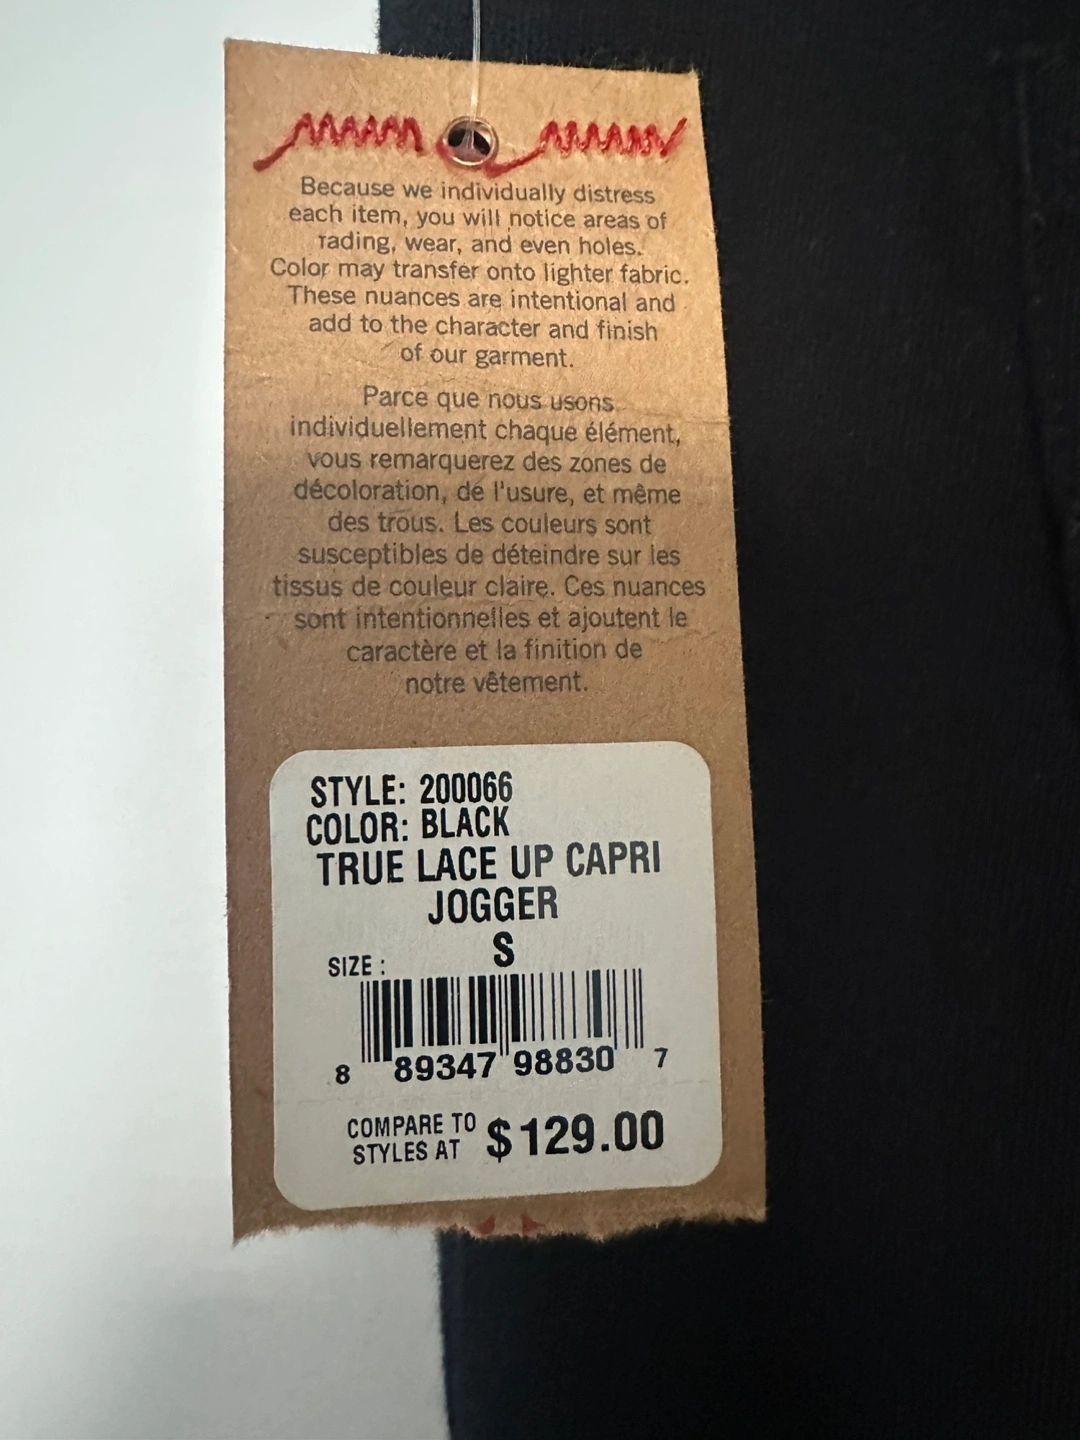 Because we individually distress
each item, you will notice areas of
fading, wear, and even holes.
Color may transfer onto lighter fabric.
These nuances are intentional and
add to the character and finish
of our garment.
Parce que nous usons
individuellement chaque élément,
vous remarquerez des zones de
décoloration, de l'usure, et même
des trous. Les couleurs sont
susceptibles de déteindre sur les
tissus de couleur claire. Ces nuances
sont intentionnelles et ajoutent le
caractère et la finition de
notre vêtement.
STYLE: 200066
COLOR: BLACK
TRUE LACE UP CAPRI
JOGGER
SIZE : S
8 89347 98830 7
COMPARE TO
STYLES AT $129.00